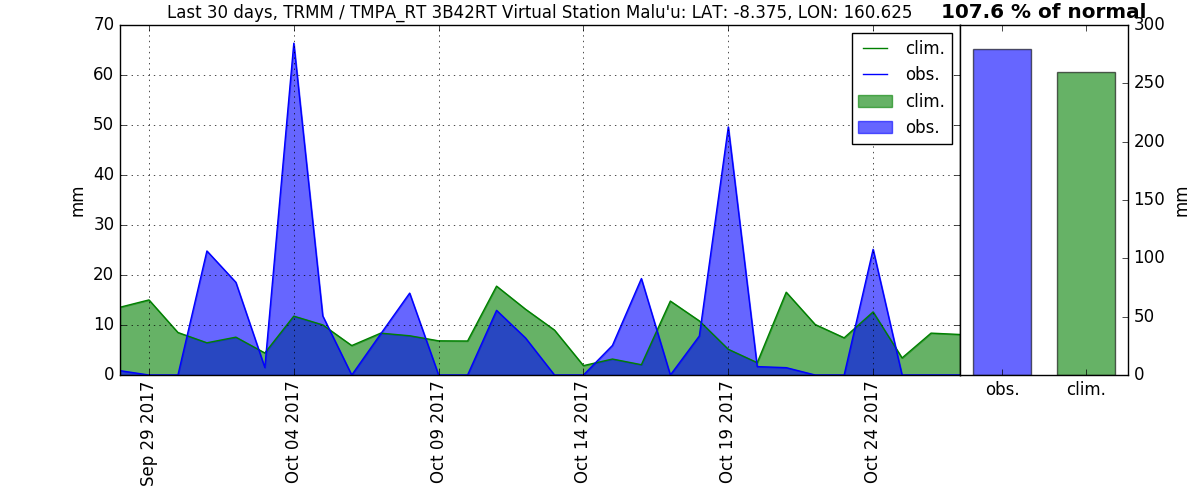 Last 30 days, TRMM / TMPA_RT 3B42RT Virtual Station Malu'u: LAT: -8.375, LON: 160.625
107.6 % of normal
70
60
50
40
30
20
10
0
mm
clim.
obs.
clim.
obs.
Sep 29 2017
Oct 04 2017
Oct 09 2017
Oct 14 2017
Oct 19 2017
Oct 24 2017
300
250
200
150
100
50
0
mm
obs.
clim.